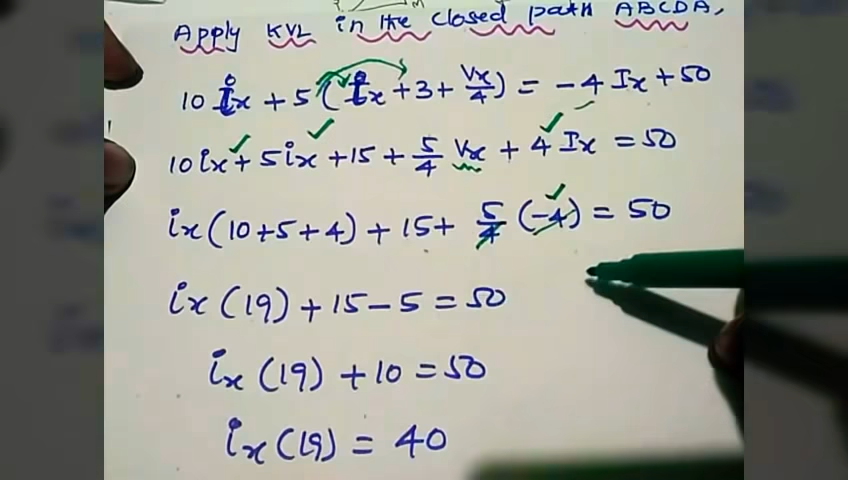 Apply KVL in the closed path ABCDA,
10 ix + 5 ( ix + 3 + Vx/4 ) = -4 Ix + 50
10 ix + 5 ix + 15 + 5/4 Vx + 4 Ix = 50
ix (10+5+4) + 15 + 5/4 (-4) = 50
ix (19) + 15 - 5 = 50
ix (19) + 10 = 50
ix (19) = 40